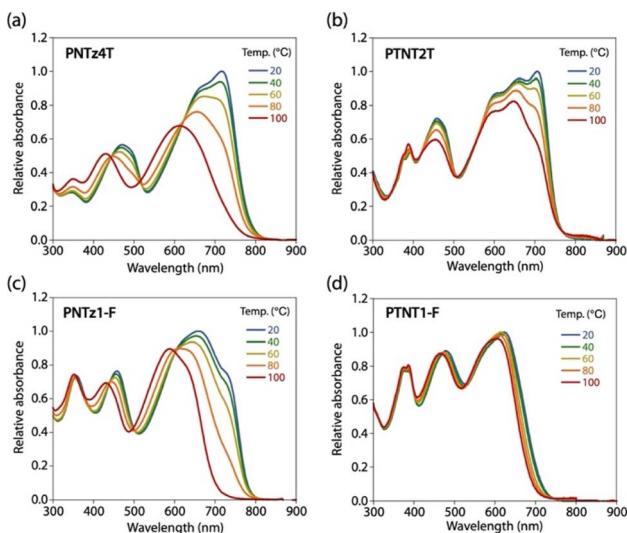 (a)
PNTz4T
Temp. (°C)
20
40
60
80
100
1.2
1.0
0.8
0.6
0.4
0.2
0.0
Relative absorbance
300 400 500 600 700 800 900
Wavelength (nm)
(b)
PTNT2T
Temp. (°C)
20
40
60
80
100
1.2
1.0
0.8
0.6
0.4
0.2
0.0
Relative absorbance
300 400 500 600 700 800 900
Wavelength (nm)
(c)
PNTz1-F
Temp. (°C)
20
40
60
80
100
1.2
1.0
0.8
0.6
0.4
0.2
0.0
Relative absorbance
300 400 500 600 700 800 900
Wavelength (nm)
(d)
PTNT1-F
Temp. (°C)
20
40
60
80
100
1.2
1.0
0.8
0.6
0.4
0.2
0.0
Relative absorbance
300 400 500 600 700 800 900
Wavelength (nm)